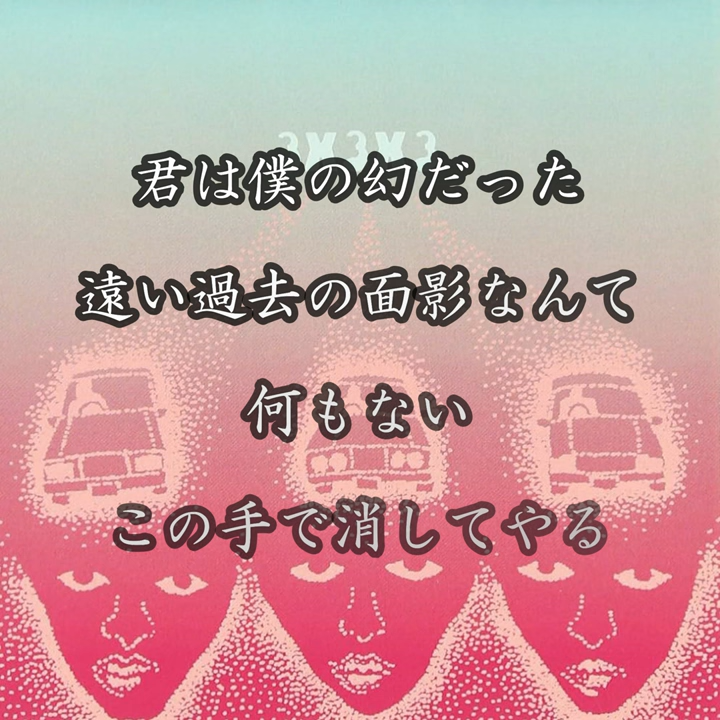 3X3X3
君は僕の幻だった
遠い過去の面影なんて
何もない
この手で消してやる